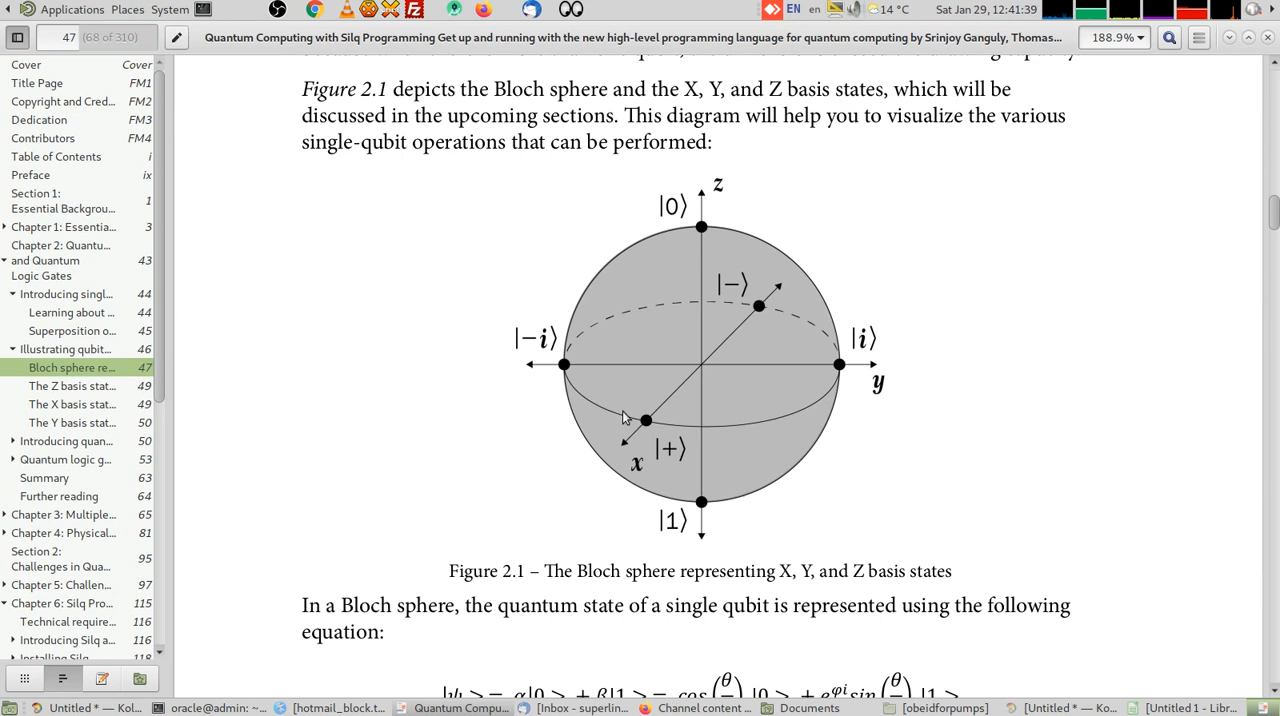 Applications Places System
EN en 14 °C Sat Jan 29, 12:41:39
47 (68 of 310) Quantum Computing with Silq Programming Get up and running with the new high-level programming language for quantum computing by Srinjoy Ganguly, Thomas... 188.9%
Cover Cover
Title Page FM1
Copyright and Cred... FM2
Dedication FM3
Contributors FM4
Table of Contents i
Preface ix
Section 1:
Essential Backgrou... 1
Chapter 1: Essentia... 3
Chapter 2: Quantu...
and Quantum 43
Logic Gates
Introducing singl... 44
Learning about ... 44
Superposition o... 45
Illustrating qubit... 46
Bloch sphere re... 47
The Z basis stat... 49
The X basis stat... 49
The Y basis stat... 50
Introducing quan... 50
Quantum logic g... 53
Summary 63
Further reading 64
Chapter 3: Multiple... 65
Chapter 4: Physical... 81
Section 2:
Challenges in Qua... 95
Chapter 5: Challen... 97
Chapter 6: Silq Pro... 115
Technical require... 116
Introducing Silq a... 116
Installing Silq ... 118
Figure 2.1 depicts the Bloch sphere and the X, Y, and Z basis states, which will be
discussed in the upcoming sections. This diagram will help you to visualize the various
single-qubit operations that can be performed:
z
|0⟩
|−⟩
|−i⟩ |i⟩
y
|+⟩
x
|1⟩
Figure 2.1 – The Bloch sphere representing X, Y, and Z basis states
In a Bloch sphere, the quantum state of a single qubit is represented using the following
equation:
|ψ > = α|0 > + β|1 > = cos(θ/ )|0 > + e^φi sin(θ/ )|1 >
Untitled * — Kol... oracle@admin: ~... [hotmail_block.t... Quantum Compu... [Inbox - superlin... Channel content ... Documents [obeidforpumps] [Untitled * — Ko... [Untitled 1 - Libr...